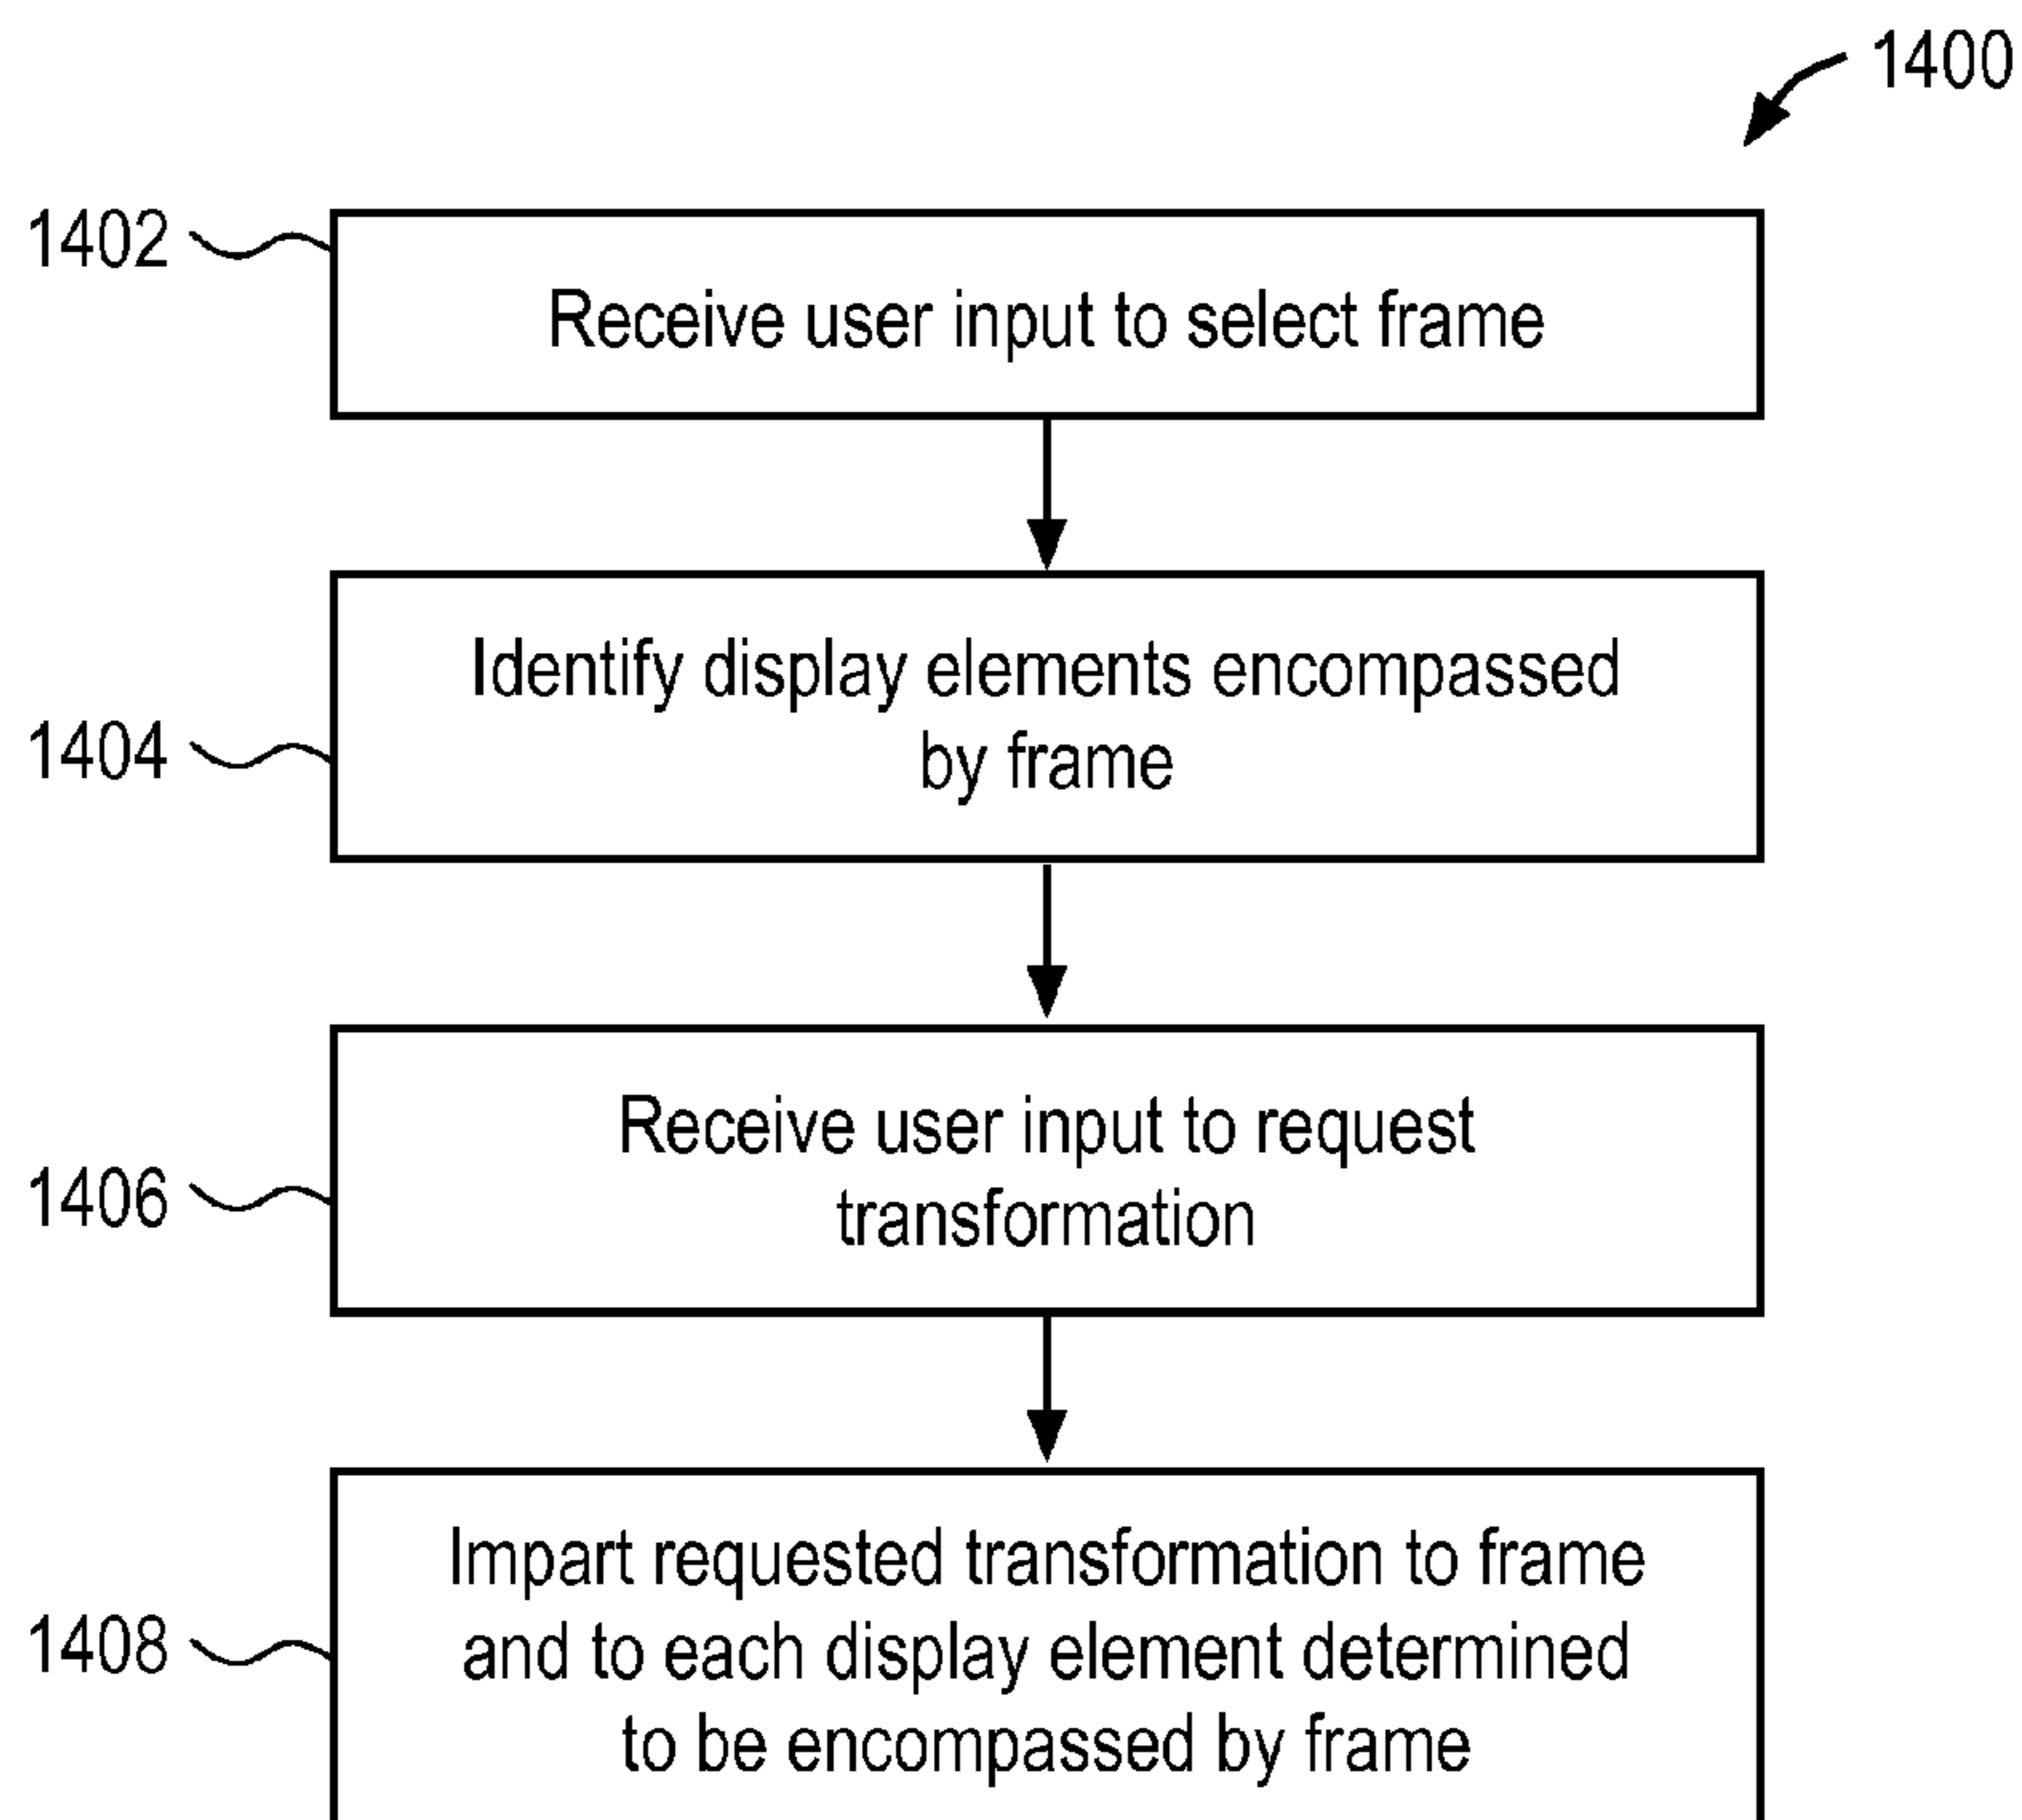 1400
1402
Receive user input to select frame
Identify display elements encompassed
by frame
1404
Receive user input to request
transformation
1406
Impart requested transformation to frame
and to each display element determined
to be encompassed by frame
1408